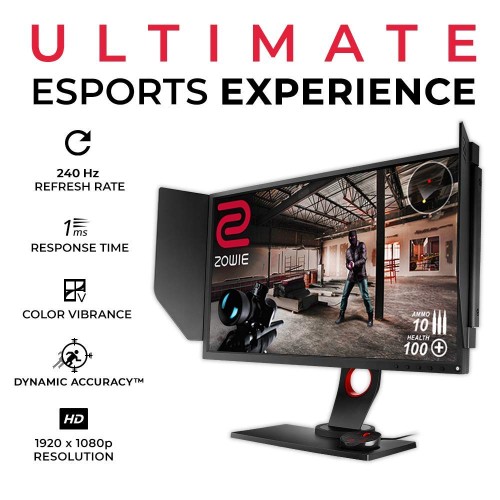 ULTIMATE
ESPORTS EXPERIENCE
240 Hz
REFRESH RATE
1ms
RESPONSE TIME
V
COLOR VIBRANCE
DYNAMIC ACCURACY™
HD
1920 x 1080p
RESOLUTION
ZOWIE
AMMO
10
HEALTH
100